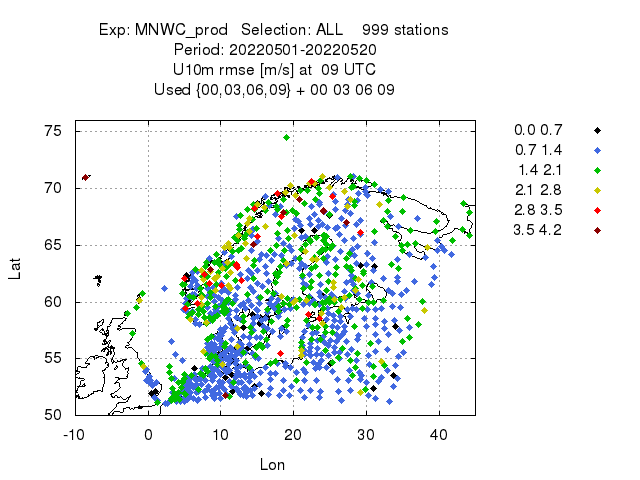 Exp: MNWC_prod Selection: ALL 999 stations
Period: 20220501-20220520
U10m rmse [m/s] at 09 UTC
Used {00,03,06,09} + 00 03 06 09
75
70
65
60
55
50
Lat
-10 0 10 20 30 40
Lon
0.0 0.7
0.7 1.4
1.4 2.1
2.1 2.8
2.8 3.5
3.5 4.2